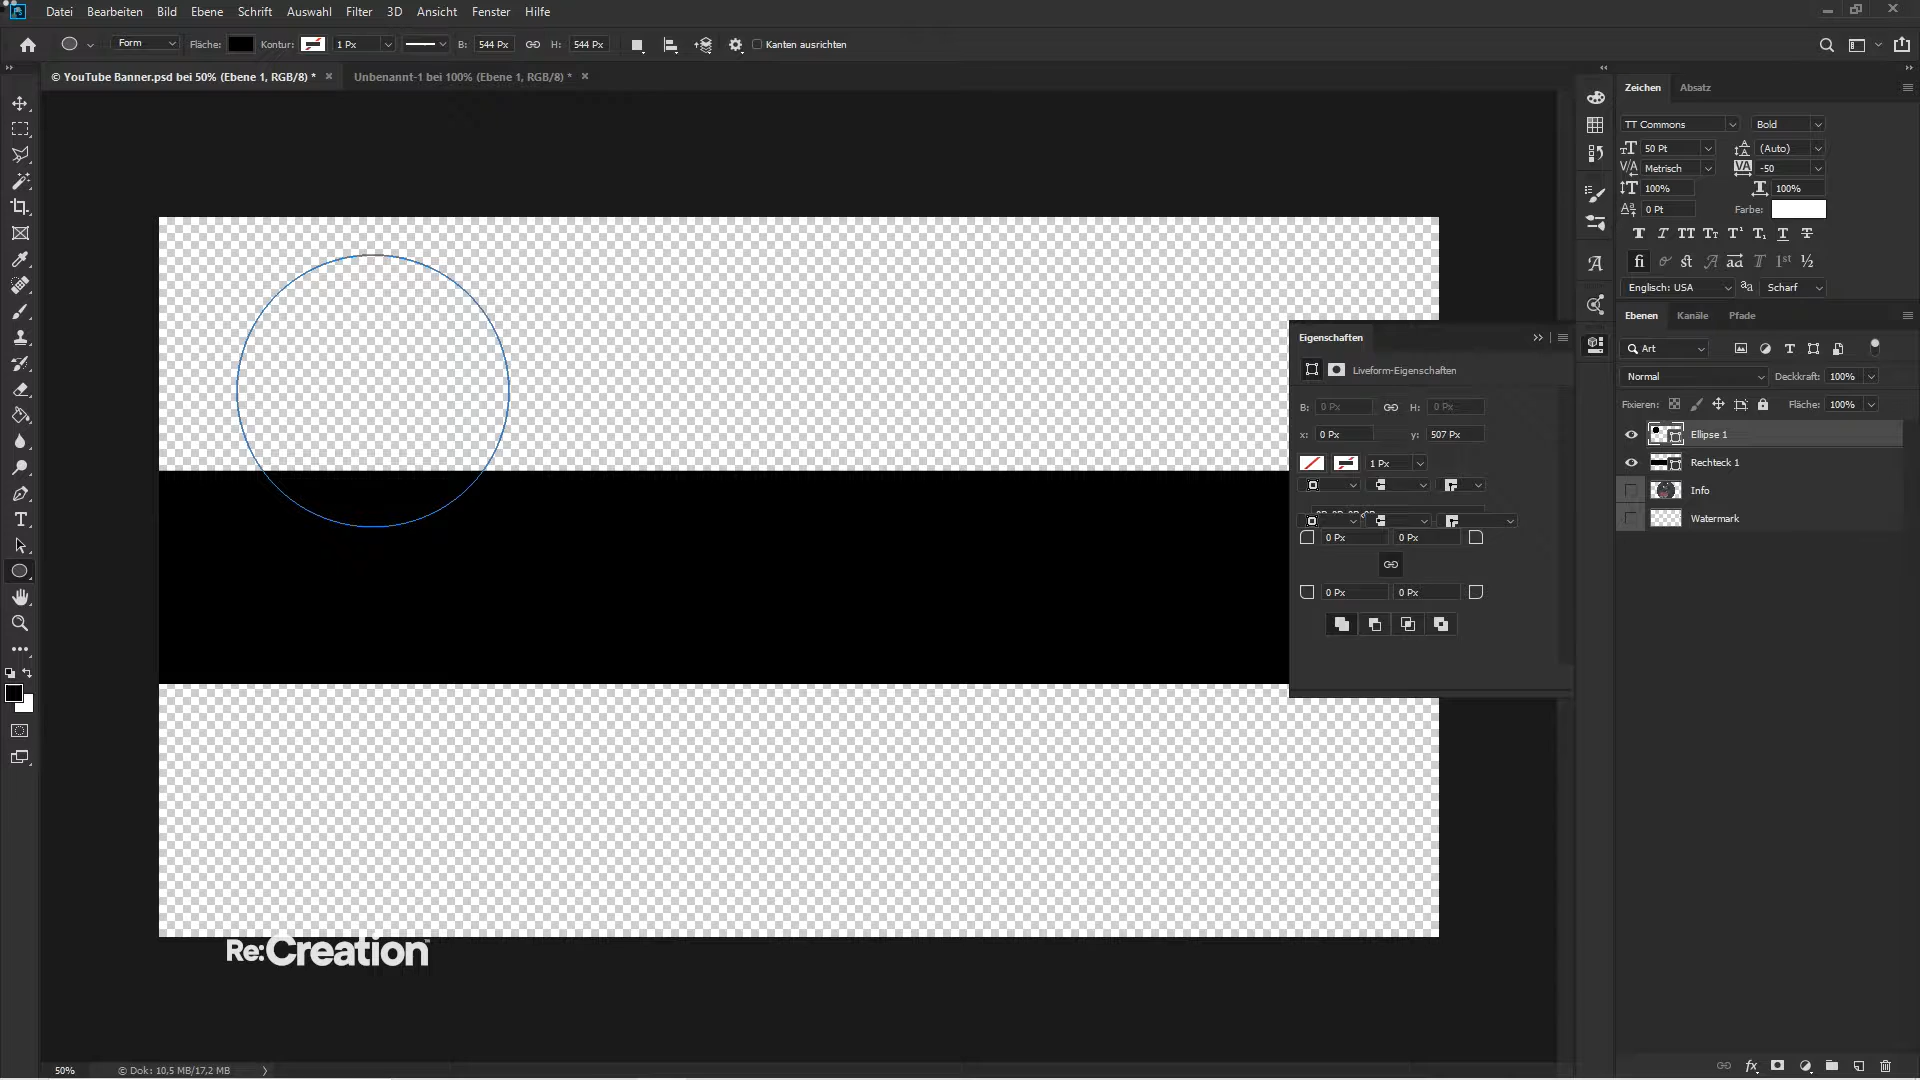 Datei Bearbeiten Bild Ebene Schrift Auswahl Filter 3D Ansicht Fenster Hilfe
Form Fläche: Kontur: 1 Px B: 544 Px H: 544 Px Kanten ausrichten
© YouTube Banner.psd bei 50% (Ebene 1, RGB/8) * × Unbenannt-1 bei 100% (Ebene 1, RGB/8) * ×
Zeichen Absatz
TT Commons Bold
50 Pt (Auto)
Metrisch -50
100% 100%
0 Pt Farbe:
Englisch: USA Scharf
Ebenen Kanäle Pfade
Art
Normal Deckkraft: 100%
Fixieren: Fläche: 100%
Ellipse 1
Rechteck 1
Info
Watermark
Eigenschaften
Liveform-Eigenschaften
B: 0 Px H: 0 Px
x: 0 Px y: 507 Px
1 Px
0 Px 0 Px
0 Px 0 Px
Re:Creation
50% © Dok: 10,5 MB/17,2 MB